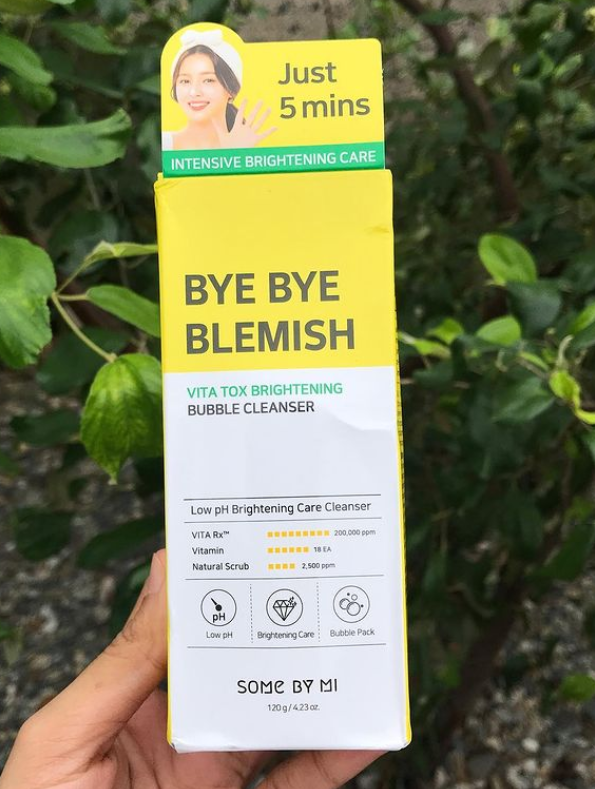 Just
5 mins
INTENSIVE BRIGHTENING CARE
BYE BYE
BLEMISH
VITA TOX BRIGHTENING
BUBBLE CLEANSER
Low pH Brightening Care Cleanser
VITA Rx™ 200,000 ppm
Vitamin 18 EA
Natural Scrub 2,500 ppm
pH
Low pH Brightening Care Bubble Pack
SOME BY MI
120 g / 4.23 oz.